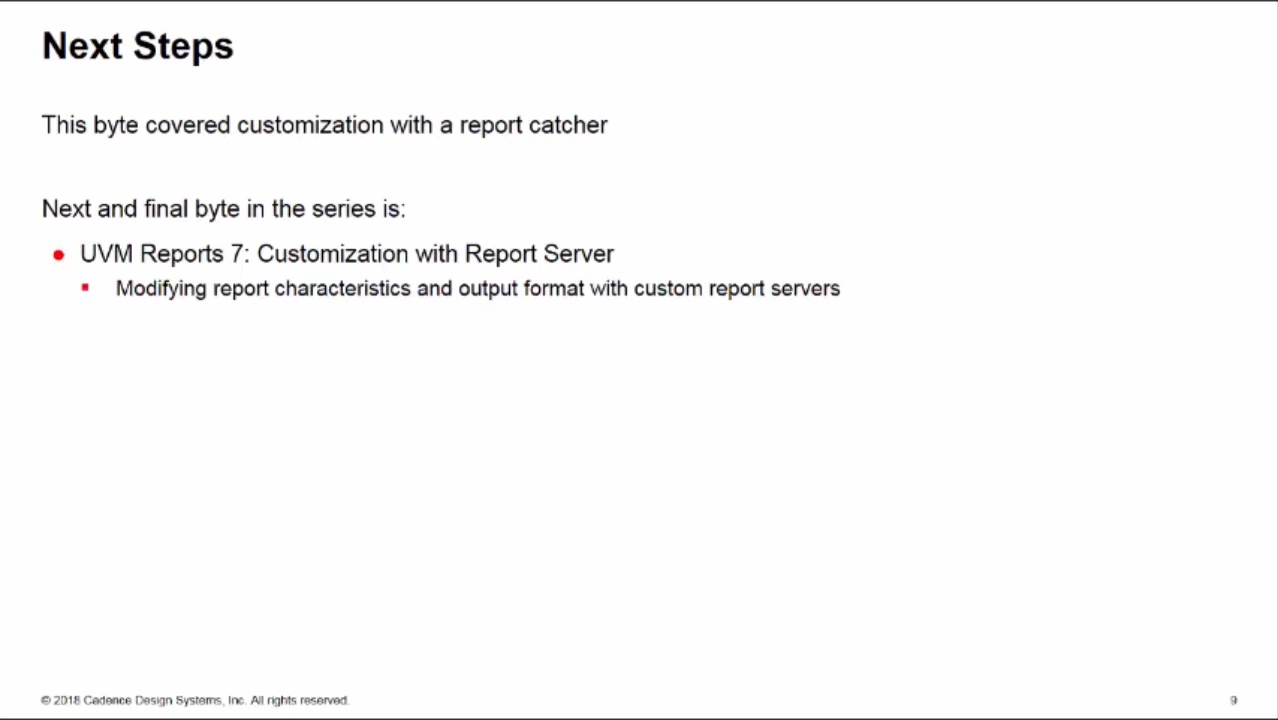 Next Steps
This byte covered customization with a report catcher
Next and final byte in the series is:
UVM Reports 7: Customization with Report Server
Modifying report characteristics and output format with custom report servers
© 2018 Cadence Design Systems, Inc. All rights reserved.
9